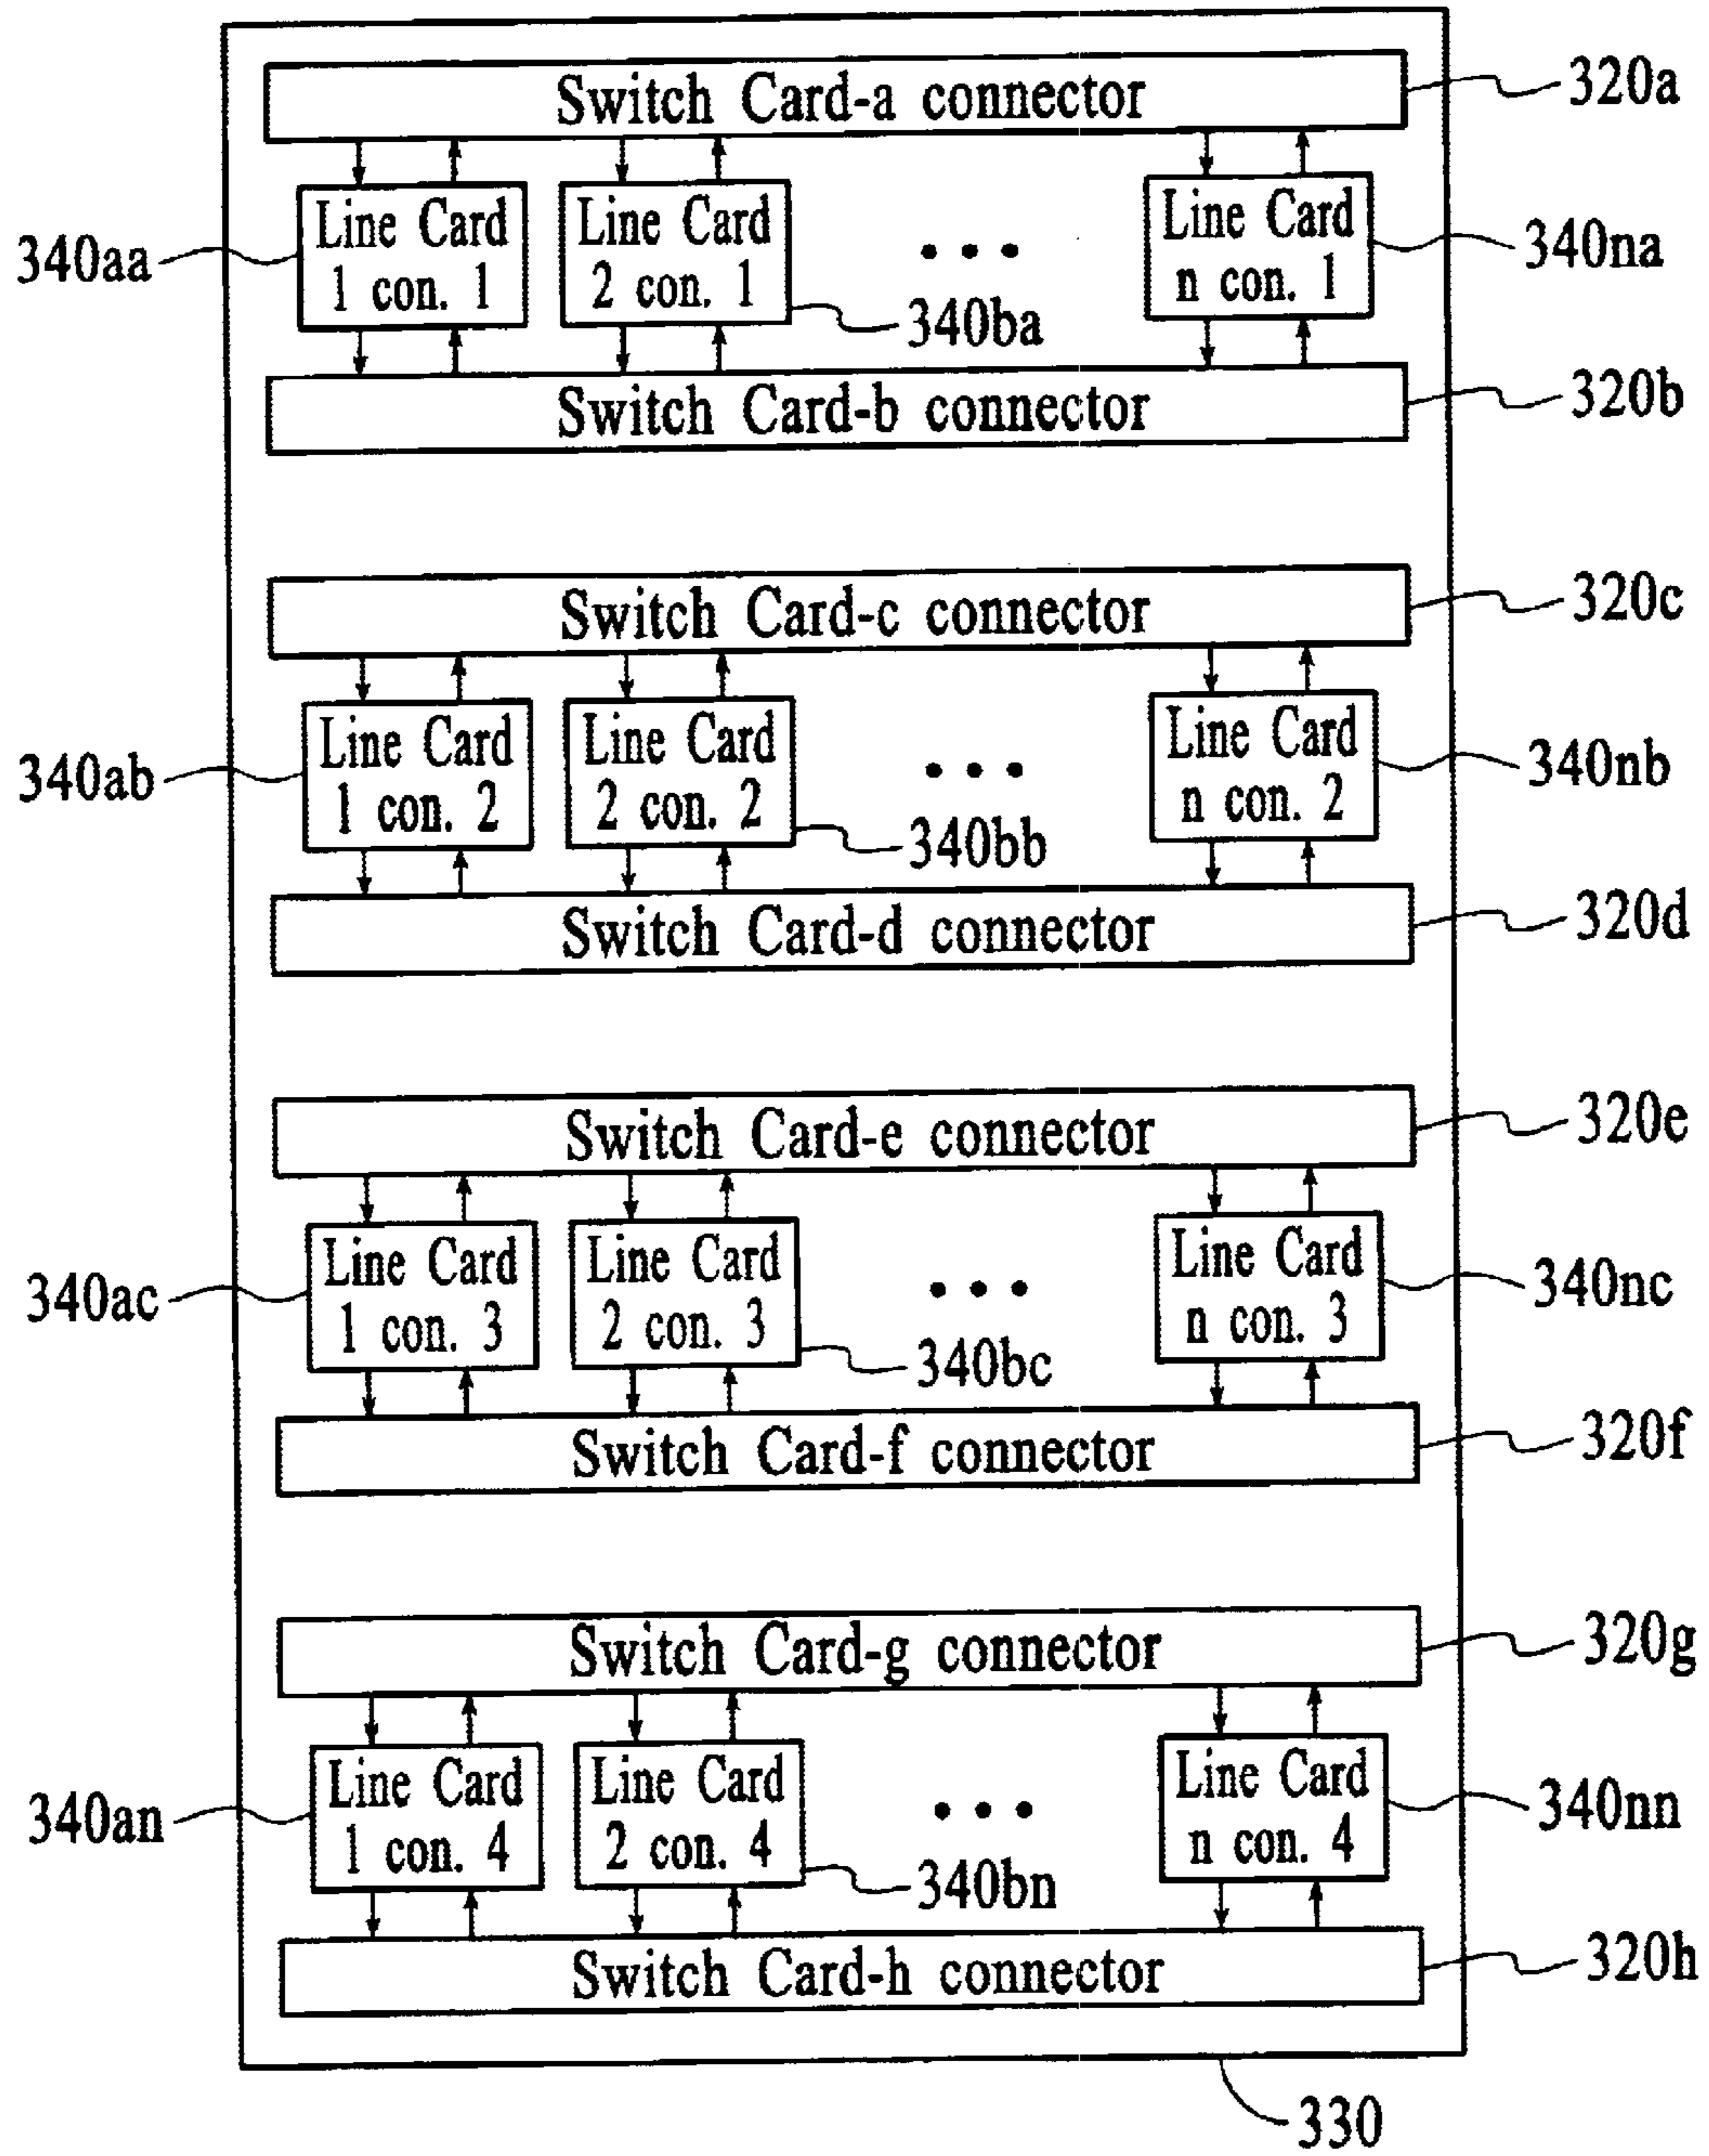 Switch Card-a connector
320a
340aa
Line Card
1 con. 1
Line Card
2 con. 1
340ba
Line Card
n con. 1
340na
Switch Card-b connector
320b
Switch Card-c connector
320c
340ab
Line Card
1 con. 2
Line Card
2 con. 2
340bb
Line Card
n con. 2
340nb
Switch Card-d connector
320d
Switch Card-e connector
320e
340ac
Line Card
1 con. 3
Line Card
2 con. 3
340bc
Line Card
n con. 3
340nc
Switch Card-f connector
320f
Switch Card-g connector
320g
340an
Line Card
1 con. 4
Line Card
2 con. 4
340bn
Line Card
n con. 4
340nn
Switch Card-h connector
320h
330